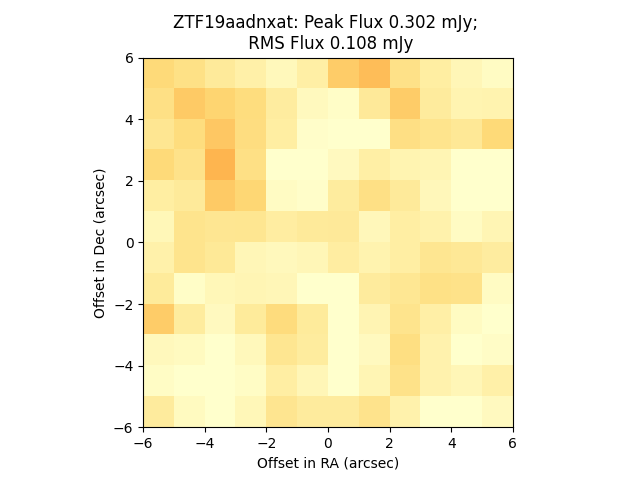 ZTF19aadnxat: Peak Flux 0.302 mJy;
RMS Flux 0.108 mJy
6
4
2
0
−2
−4
−6
Offset in Dec (arcsec)
−6 −4 −2 0 2 4 6
Offset in RA (arcsec)